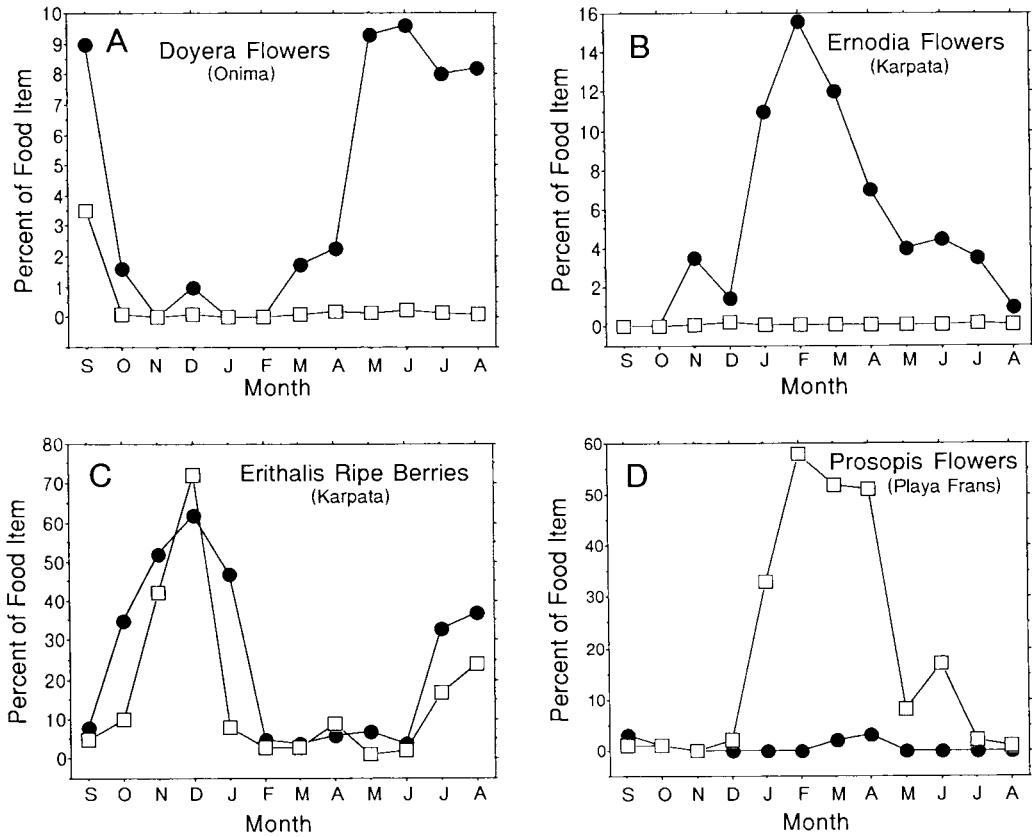 A
Doyera Flowers
(Onima)
Percent of Food Item
10
9
8
7
6
5
4
3
2
1
0
S O N D J F M A M J J A
Month
B
Ernodia Flowers
(Karpata)
Percent of Food Item
16
14
12
10
8
6
4
2
0
S O N D J F M A M J J A
Month
C
Erithalis Ripe Berries
(Karpata)
Percent of Food Item
80
70
60
50
40
30
20
10
0
S O N D J F M A M J J A
Month
D
Prosopis Flowers
(Playa Frans)
Percent of Food Item
60
50
40
30
20
10
0
S O N D J F M A M J J A
Month